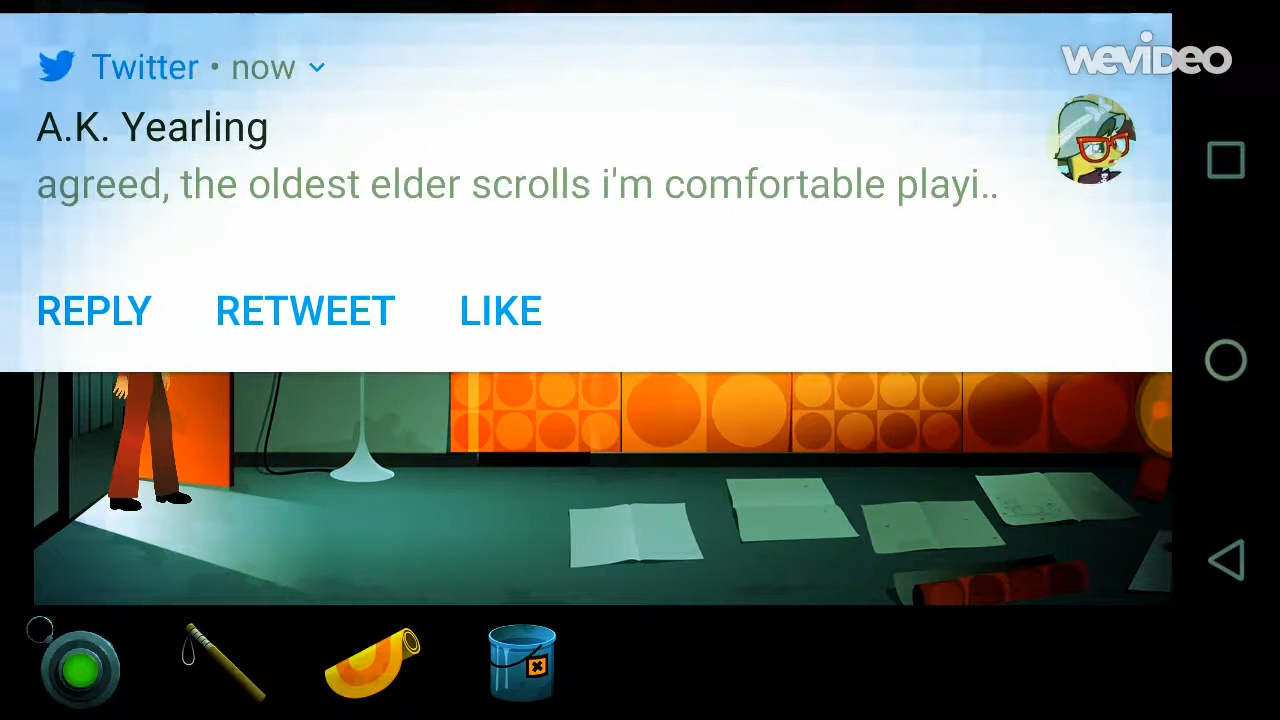 Twitter • now
WeVideo
A.K. Yearling
agreed, the oldest elder scrolls i'm comfortable playi..
REPLY RETWEET LIKE